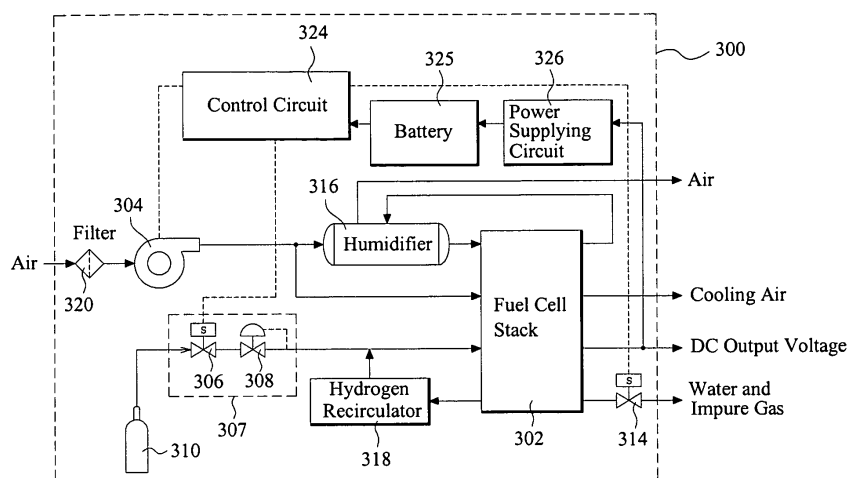 324
300
325
326
Control Circuit
Battery
Power
Supplying
Circuit
316
Air
304
Filter
Humidifier
Air
320
Fuel Cell
Stack
Cooling Air
S
DC Output Voltage
306
308
S
Hydrogen
Recirculator
Water and
Impure Gas
307
310
318
302
314